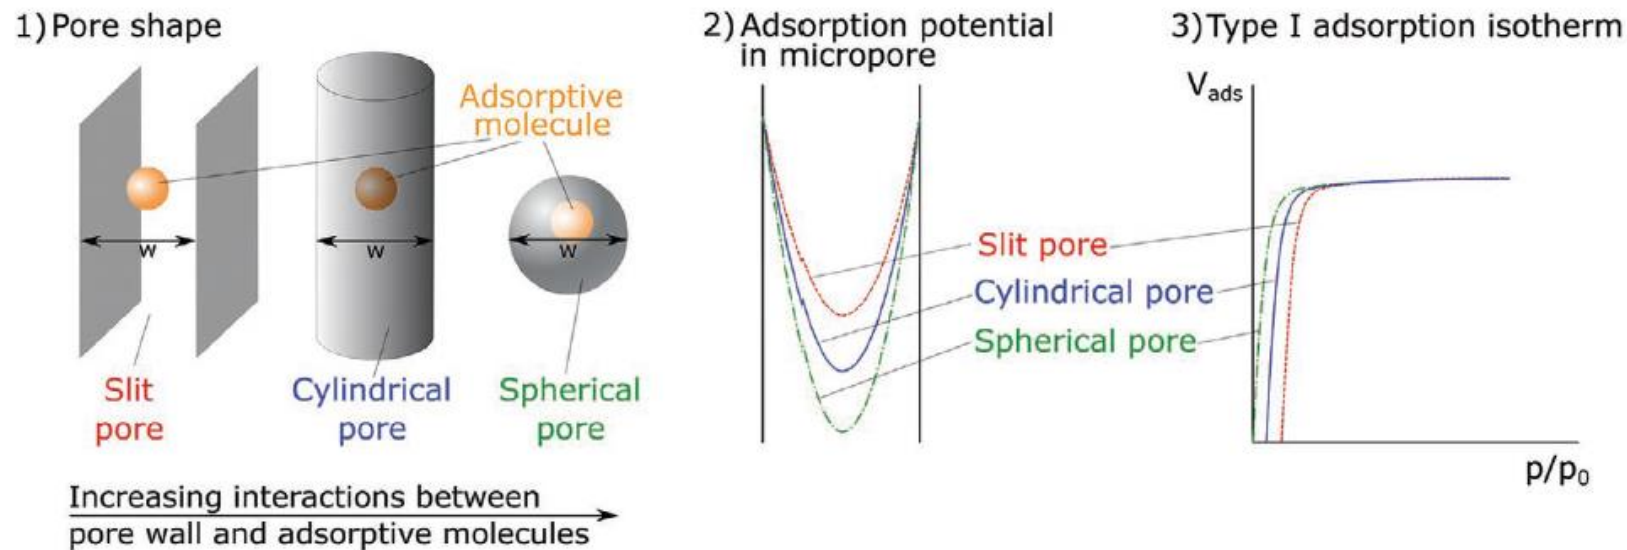 1) Pore shape
Adsorptive
molecule
w
w
w
Slit
pore
Cylindrical
pore
Spherical
pore
Increasing interactions between
pore wall and adsorptive molecules
2) Adsorption potential
in micropore
Slit pore
Cylindrical pore
Spherical pore
3) Type I adsorption isotherm
Vads
p/p0